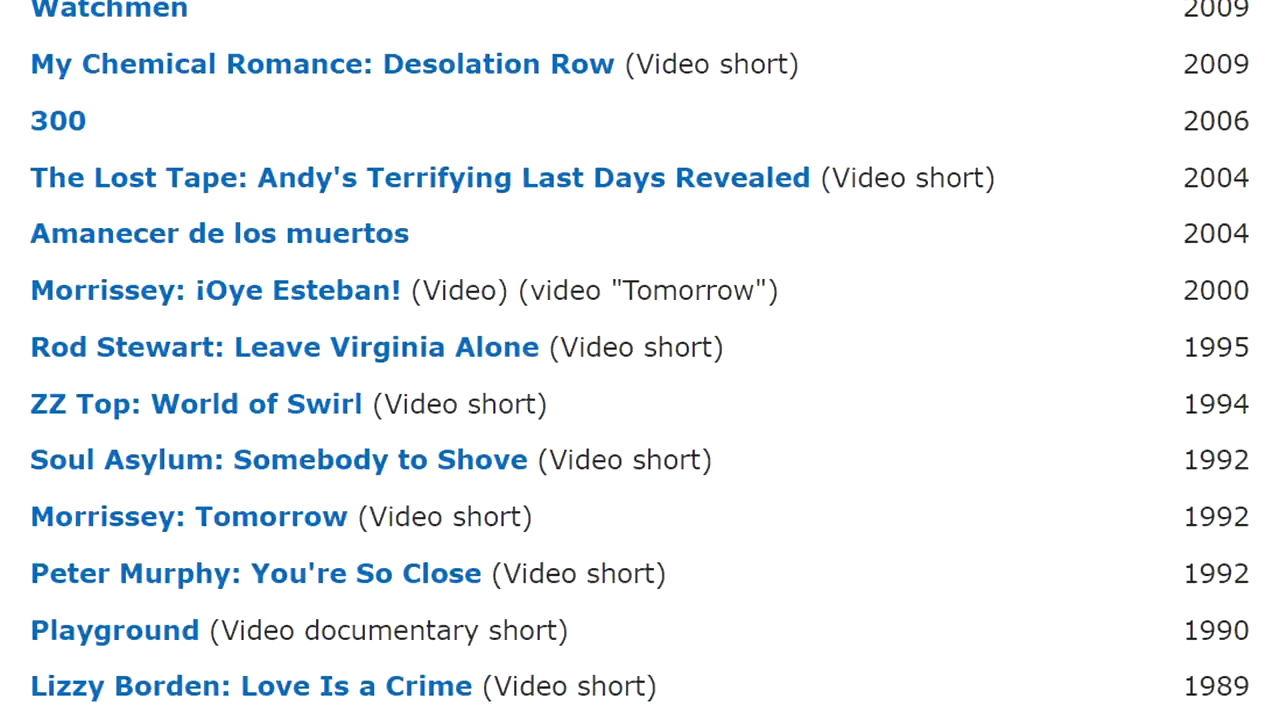 Watchmen 2009
My Chemical Romance: Desolation Row (Video short) 2009
300 2006
The Lost Tape: Andy's Terrifying Last Days Revealed (Video short) 2004
Amanecer de los muertos 2004
Morrissey: ¡Oye Esteban! (Video) (video "Tomorrow") 2000
Rod Stewart: Leave Virginia Alone (Video short) 1995
ZZ Top: World of Swirl (Video short) 1994
Soul Asylum: Somebody to Shove (Video short) 1992
Morrissey: Tomorrow (Video short) 1992
Peter Murphy: You're So Close (Video short) 1992
Playground (Video documentary short) 1990
Lizzy Borden: Love Is a Crime (Video short) 1989